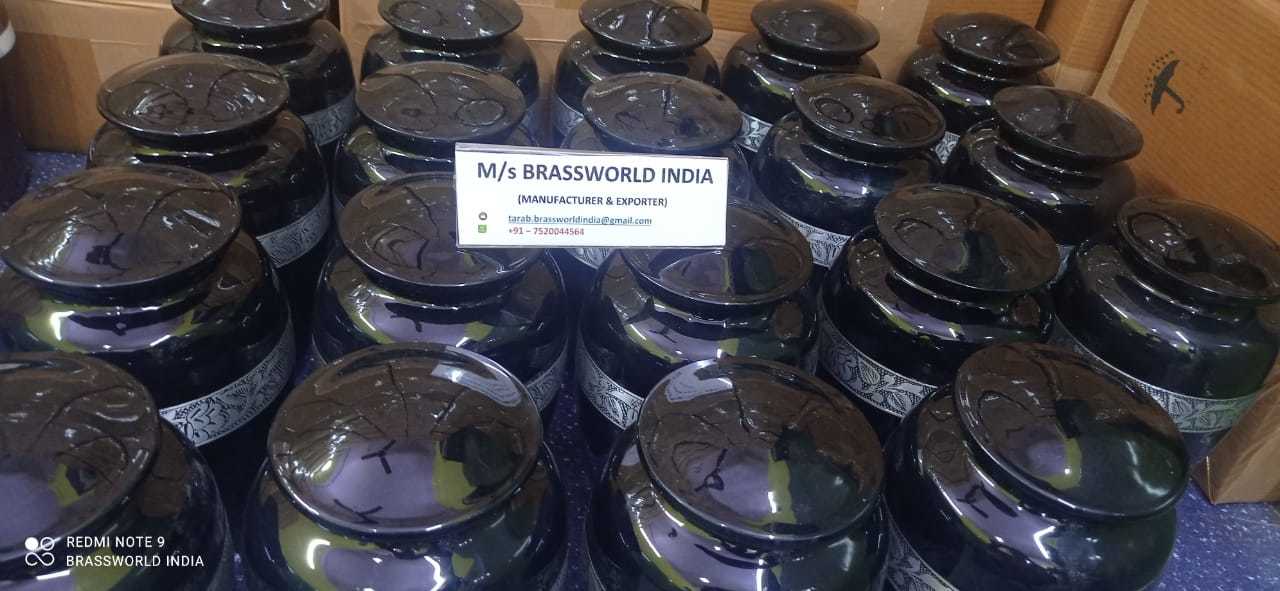 M/s BRASSWORLD INDIA
(MANUFACTURER & EXPORTER)
tarab.brassworldindia@gmail.com
+91 – 7520044564
REDMI NOTE 9
BRASSWORLD INDIA